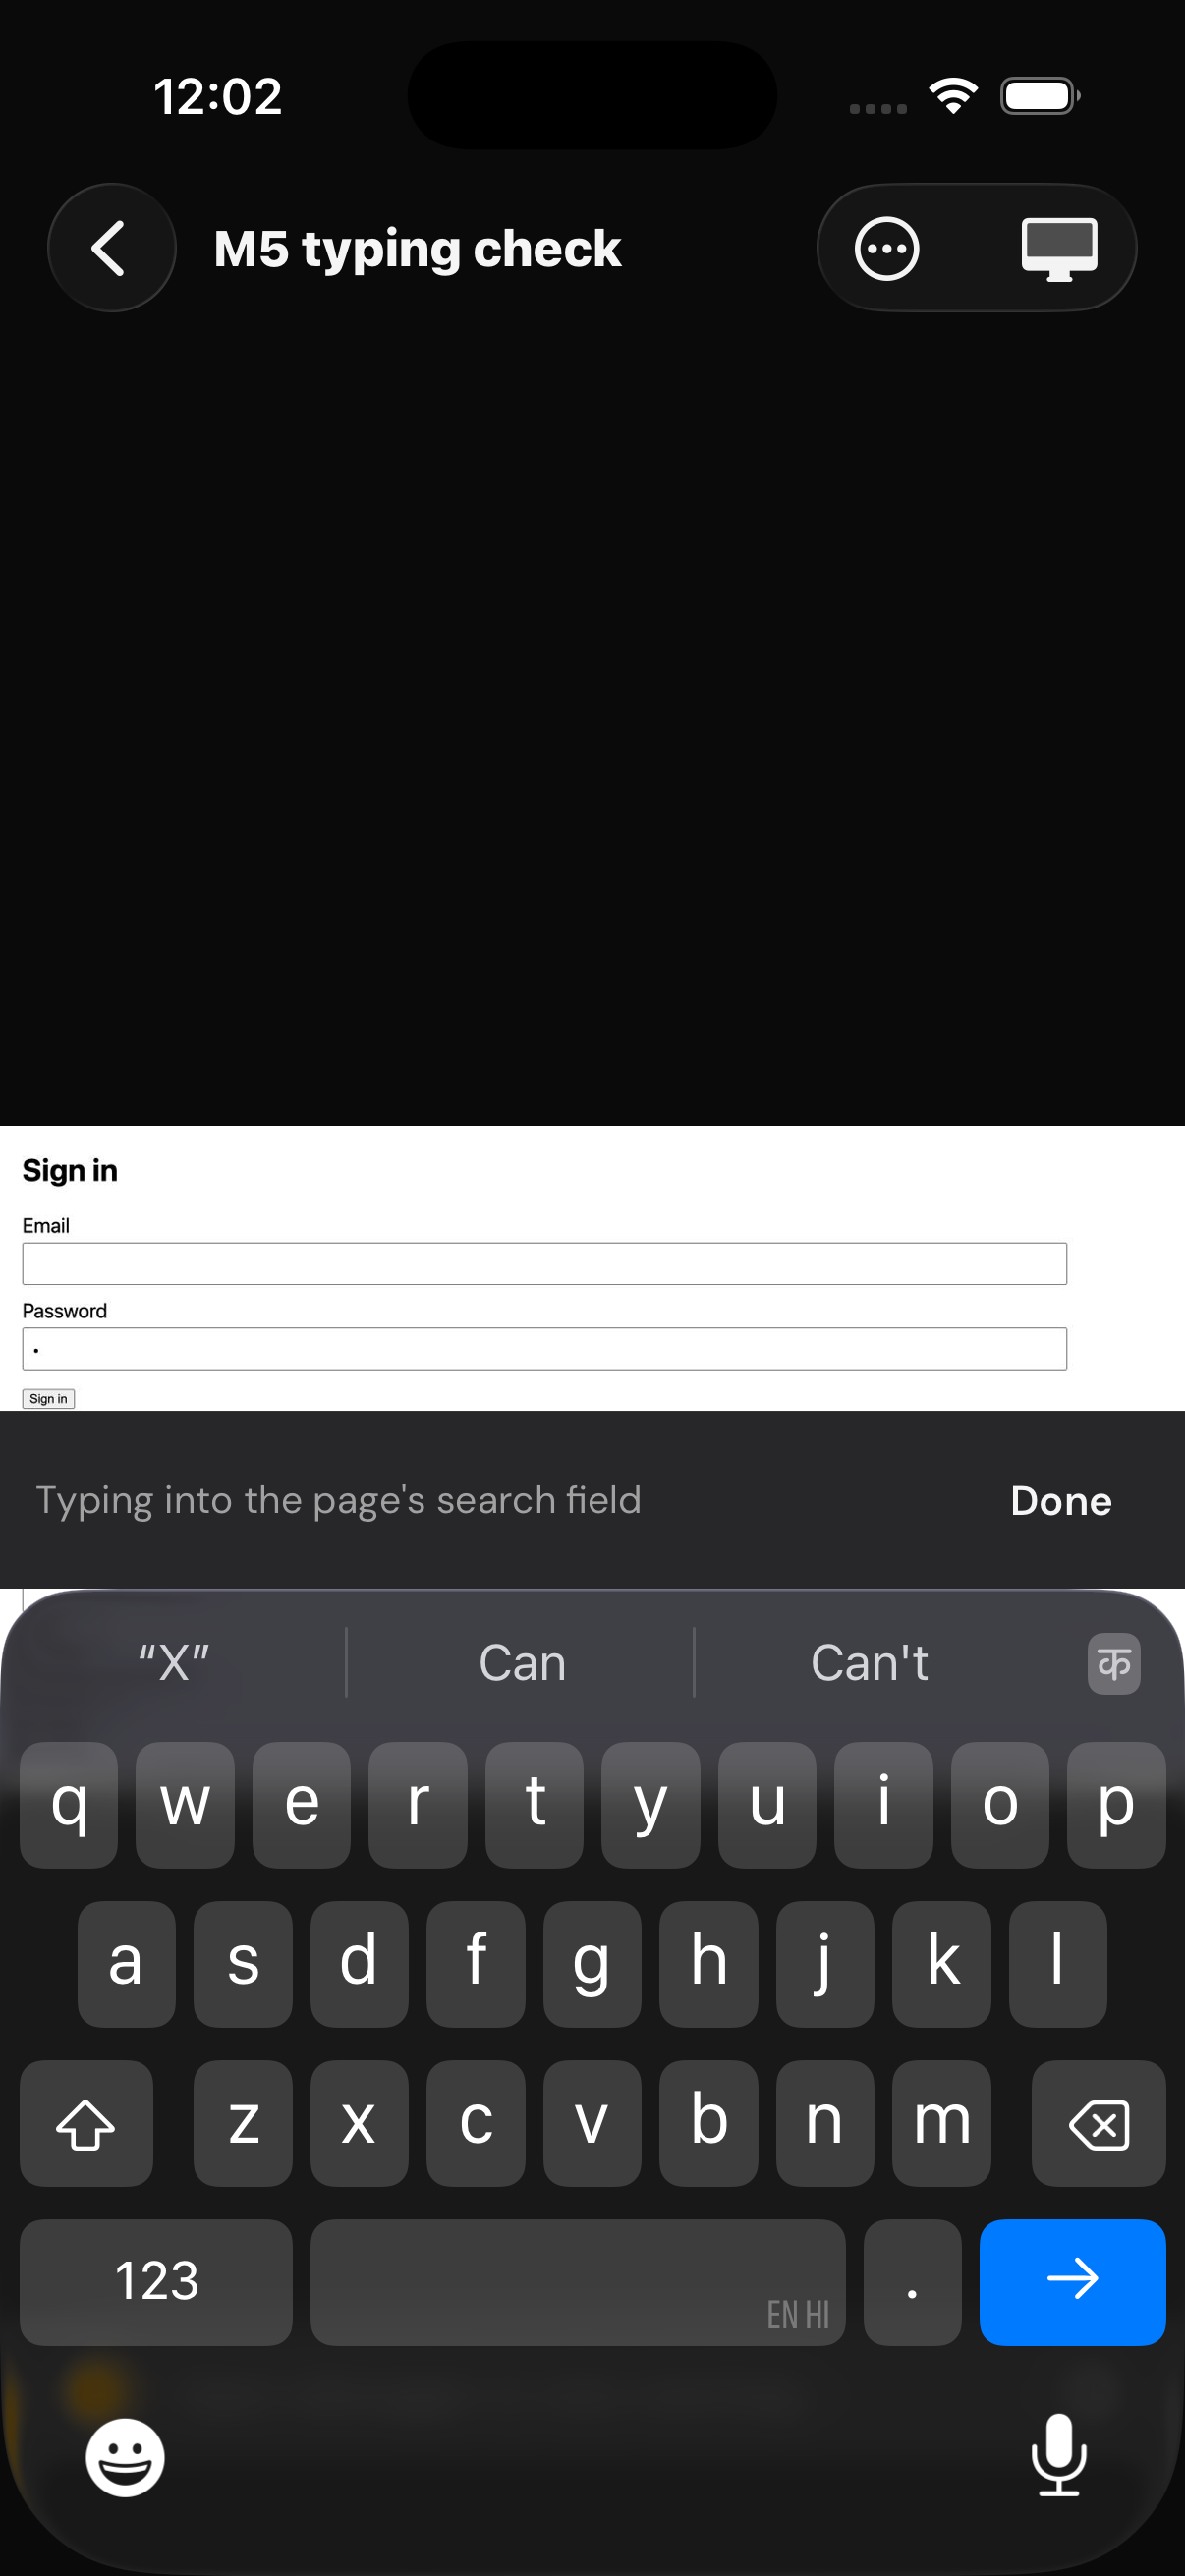 12:02
M5 typing check
Sign in
Email
Password
Sign in
Typing into the page's search field
Done
“X” Can Can't क
q w e r t y u i o p
a s d f g h j k l
z x c v b n m
123 EN HI .